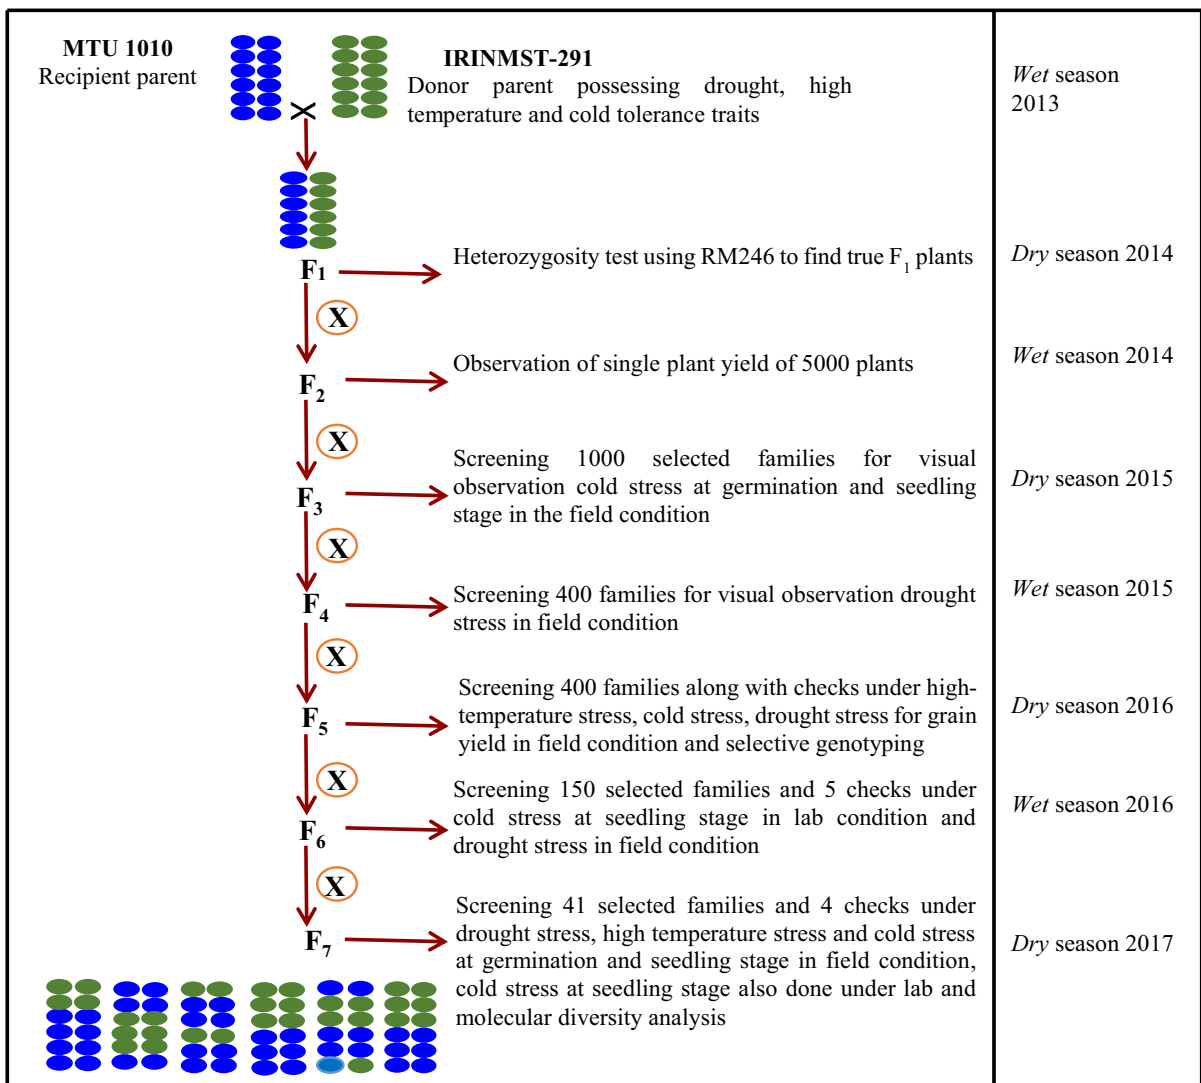 MTU 1010
Recipient parent
IRINMST-291
Donor parent possessing drought, high
temperature and cold tolerance traits
Wet season
2013
X
F1
Heterozygosity test using RM246 to find true F1 plants
Dry season 2014
X
F2
Observation of single plant yield of 5000 plants
Wet season 2014
X
F3
Screening 1000 selected families for visual
observation cold stress at germination and seedling
stage in the field condition
Dry season 2015
X
F4
Screening 400 families for visual observation drought
stress in field condition
Wet season 2015
X
F5
Screening 400 families along with checks under high-
temperature stress, cold stress, drought stress for grain
yield in field condition and selective genotyping
Dry season 2016
X
F6
Screening 150 selected families and 5 checks under
cold stress at seedling stage in lab condition and
drought stress in field condition
Wet season 2016
X
F7
Screening 41 selected families and 4 checks under
drought stress, high temperature stress and cold stress
at germination and seedling stage in field condition,
cold stress at seedling stage also done under lab and
molecular diversity analysis
Dry season 2017